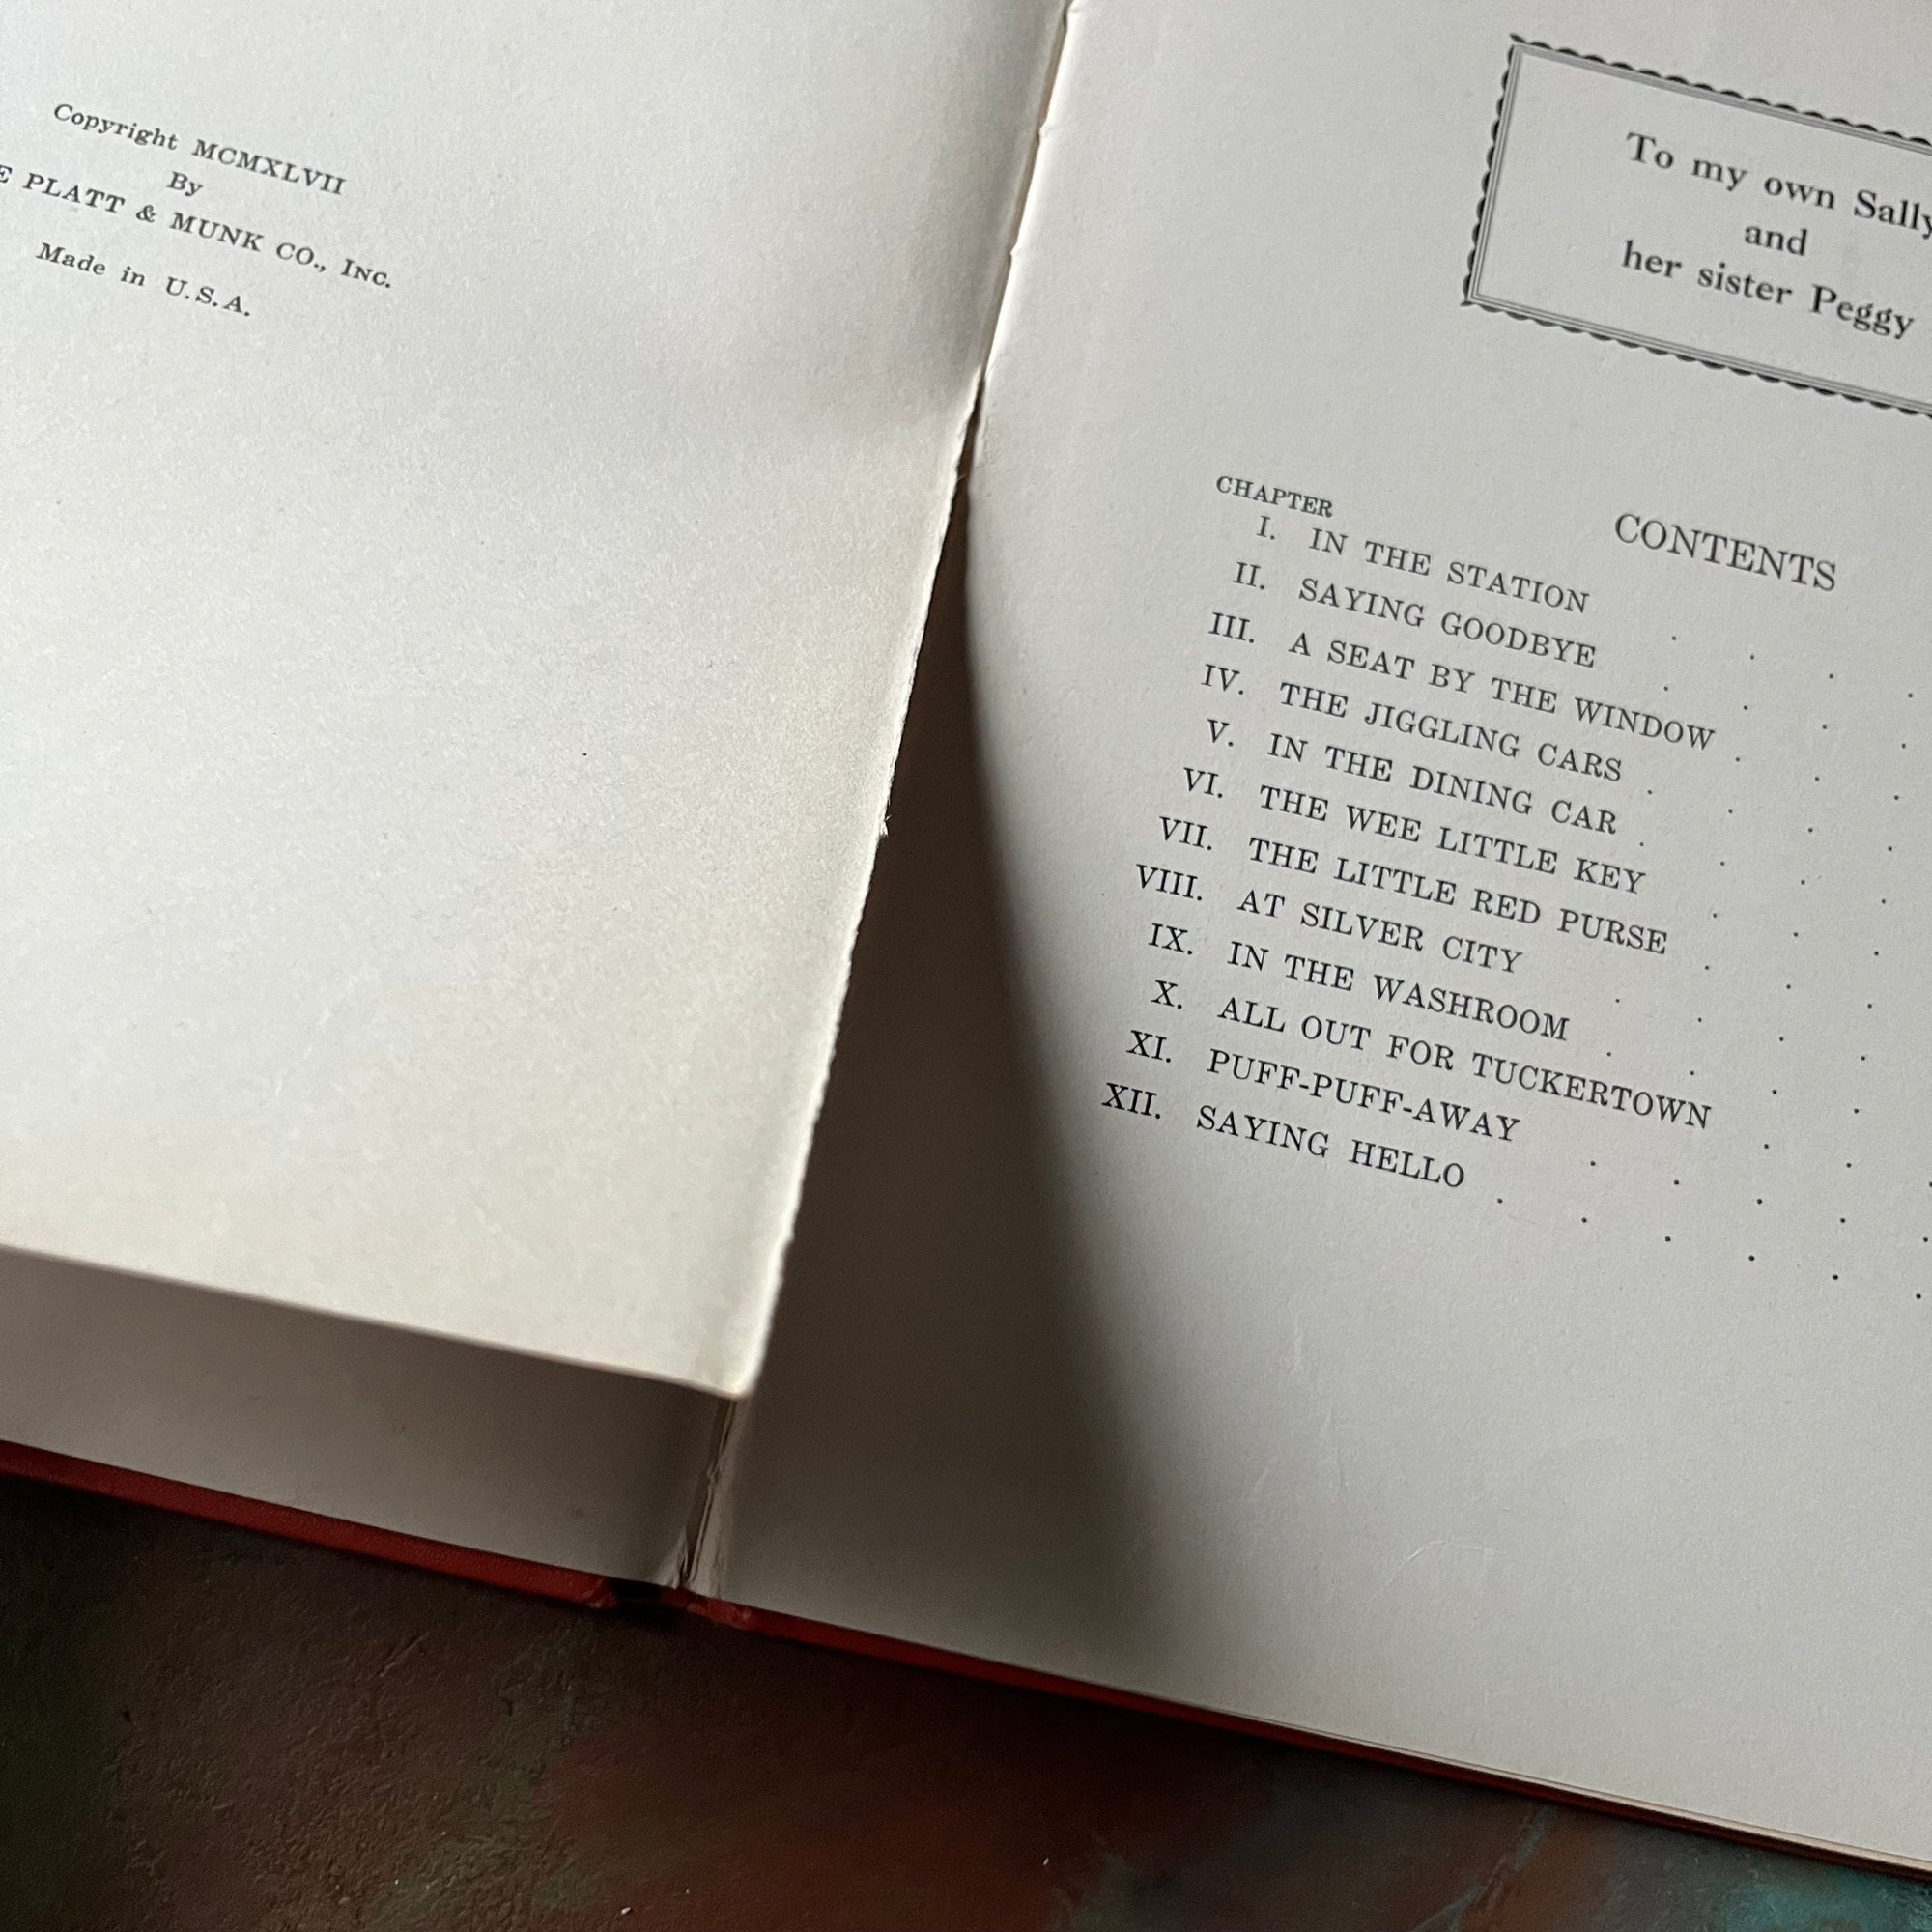 Copyright MCMXLVII
By
PLATT & MUNK CO., INC.
Made in U.S.A.
To my own Sally
and
her sister Peggy
CONTENTS
CHAPTER
I. IN THE STATION . . . .
II. SAYING GOODBYE . . . .
III. A SEAT BY THE WINDOW . . .
IV. THE JIGGLING CARS . . . .
V. IN THE DINING CAR . . . .
VI. THE WEE LITTLE KEY . . .
VII. THE LITTLE RED PURSE . . .
VIII. AT SILVER CITY . . . .
IX. IN THE WASHROOM . . . .
X. ALL OUT FOR TUCKERTOWN . . .
XI. PUFF-PUFF-AWAY . . . . .
XII. SAYING HELLO . . . . . .